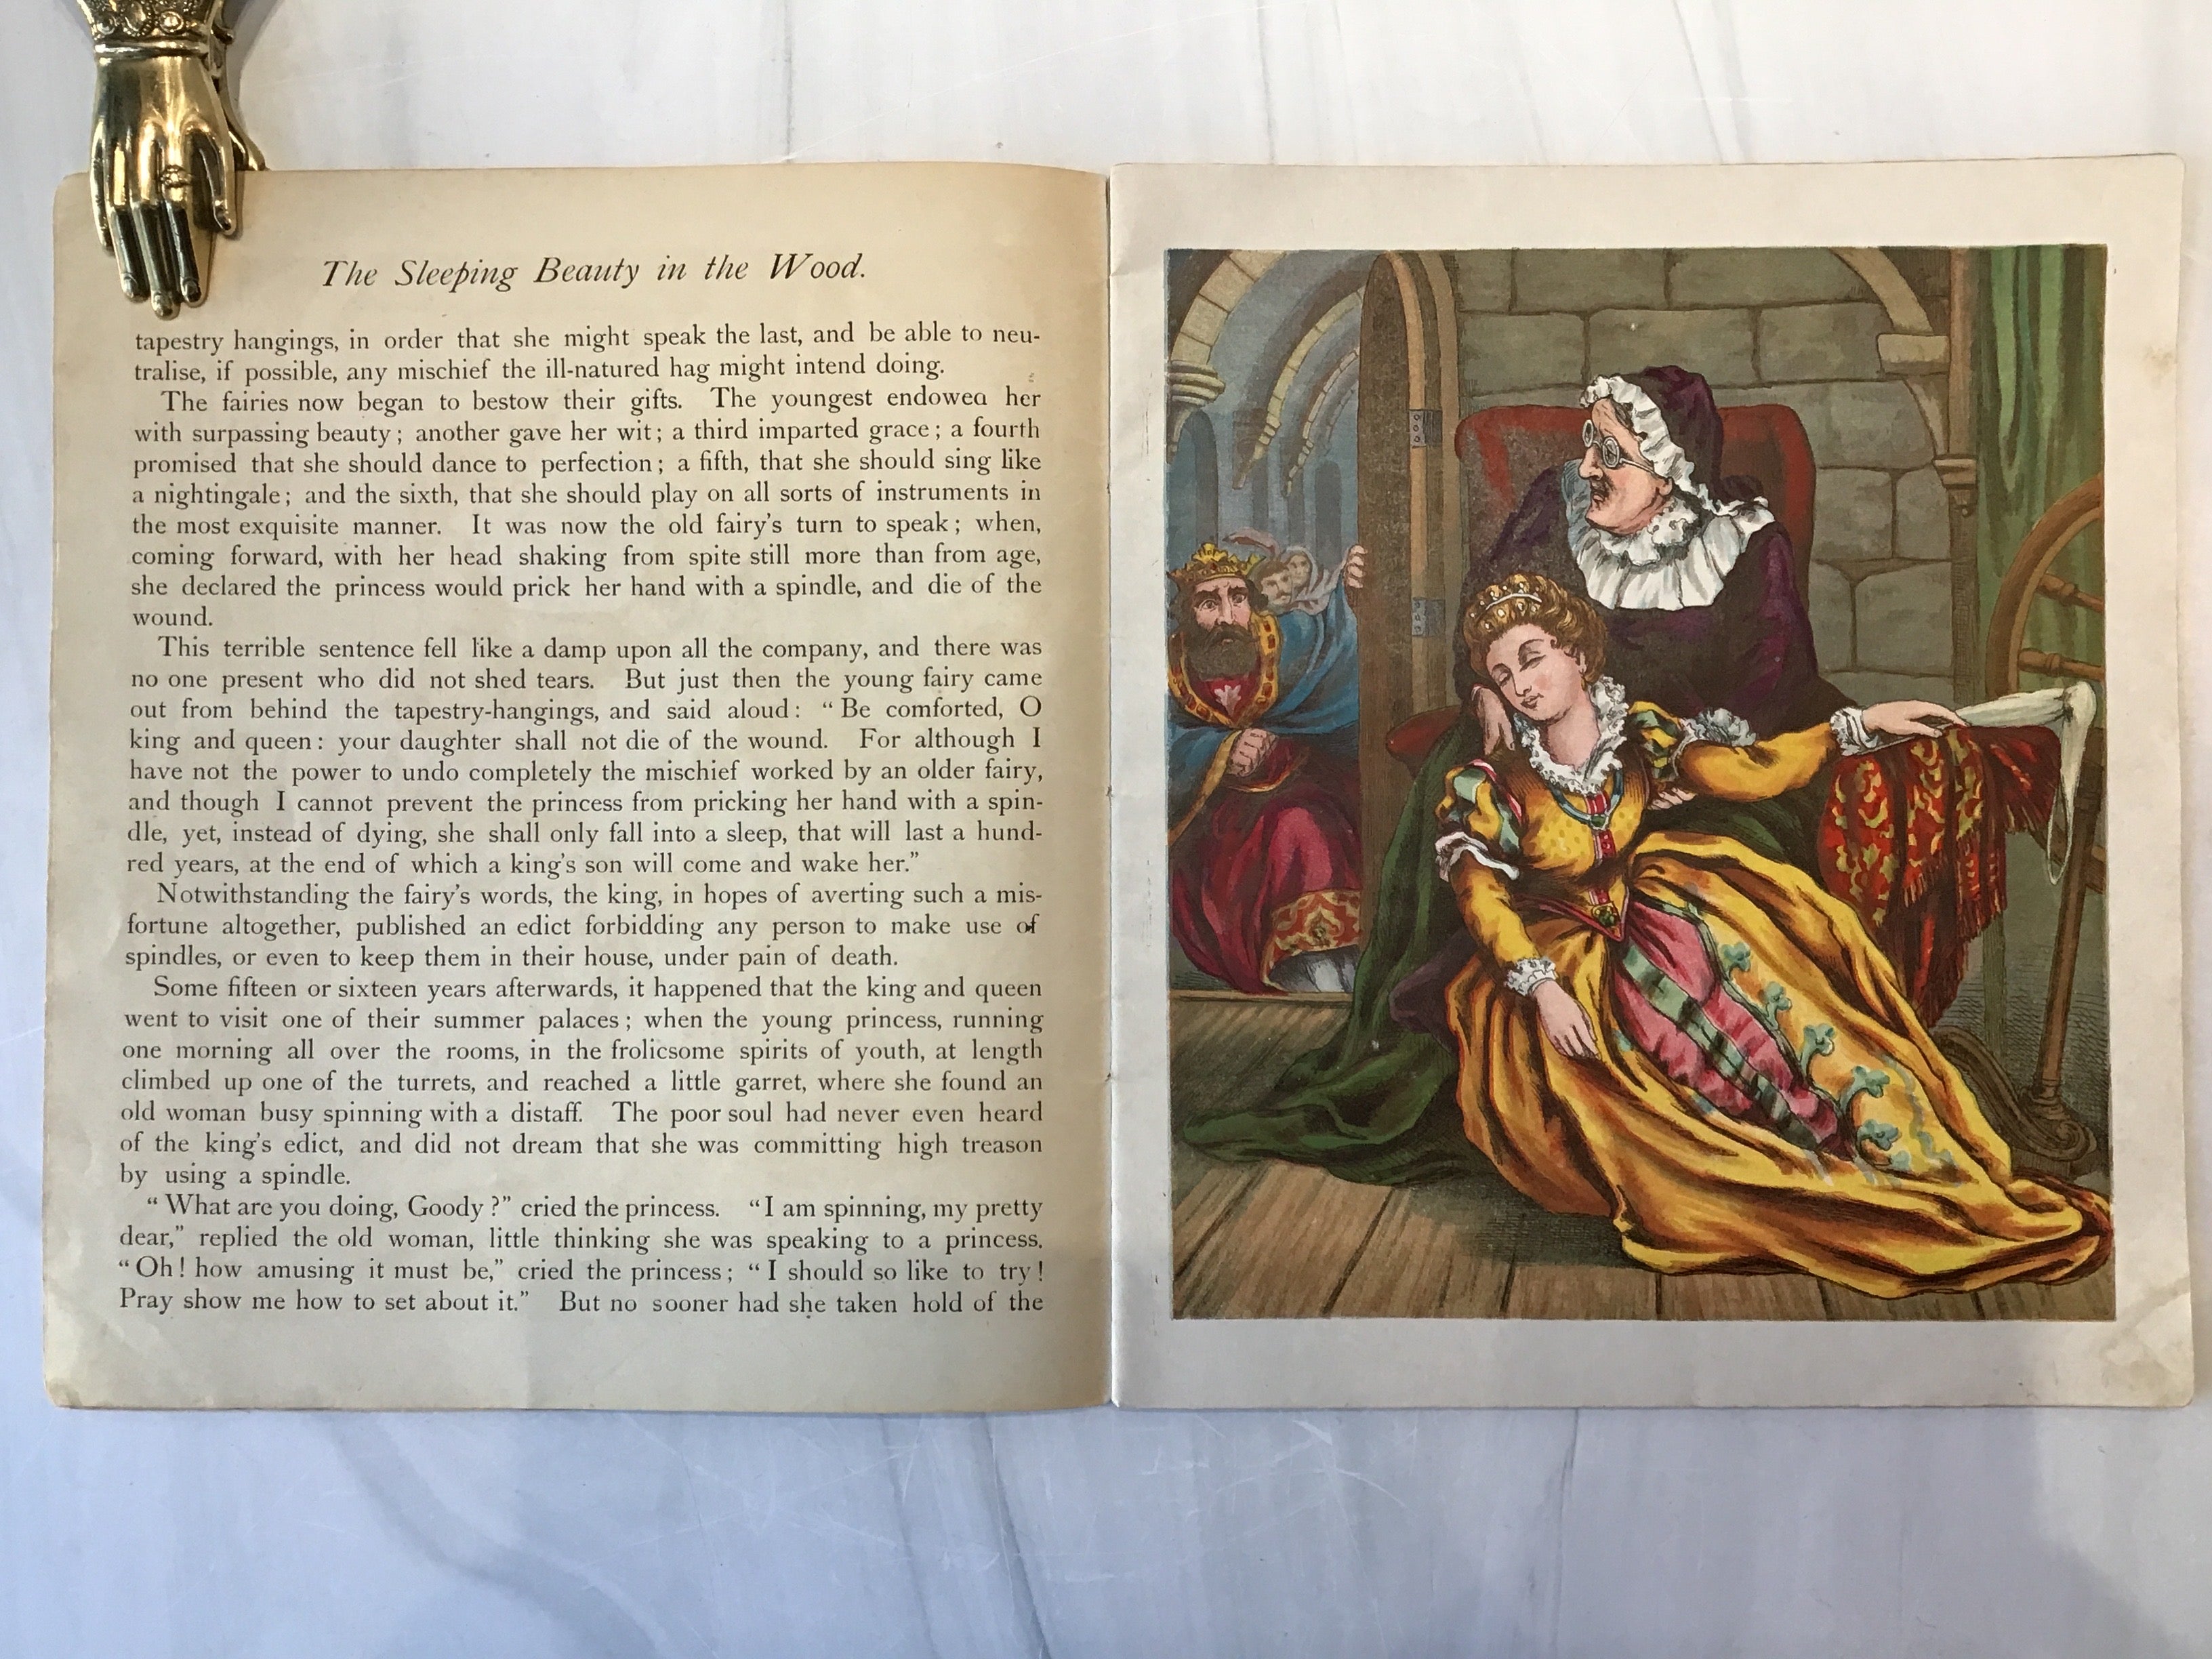 The Sleeping Beauty in the Wood.
tapestry hangings, in order that she might speak the last, and be able to neu-
tralise, if possible, any mischief the ill-natured hag might intend doing.
The fairies now began to bestow their gifts. The youngest endowed her
with surpassing beauty; another gave her wit; a third imparted grace; a fourth
promised that she should dance to perfection; a fifth, that she should sing like
a nightingale; and the sixth, that she should play on all sorts of instruments in
the most exquisite manner. It was now the old fairy's turn to speak; when,
coming forward, with her head shaking from spite still more than from age,
she declared the princess would prick her hand with a spindle, and die of the
wound.
This terrible sentence fell like a damp upon all the company, and there was
no one present who did not shed tears. But just then the young fairy came
out from behind the tapestry-hangings, and said aloud: "Be comforted, O
king and queen: your daughter shall not die of the wound. For although I
have not the power to undo completely the mischief worked by an older fairy,
and though I cannot prevent the princess from pricking her hand with a spin-
dle, yet, instead of dying, she shall only fall into a sleep, that will last a hund-
red years, at the end of which a king's son will come and wake her."
Notwithstanding the fairy's words, the king, in hopes of averting such a mis-
fortune altogether, published an edict forbidding any person to make use of
spindles, or even to keep them in their house, under pain of death.
Some fifteen or sixteen years afterwards, it happened that the king and queen
went to visit one of their summer palaces; when the young princess, running
one morning all over the rooms, in the frolicsome spirits of youth, at length
climbed up one of the turrets, and reached a little garret, where she found an
old woman busy spinning with a distaff. The poor soul had never even heard
of the king's edict, and did not dream that she was committing high treason
by using a spindle.
"What are you doing, Goody?" cried the princess. "I am spinning, my pretty
dear," replied the old woman, little thinking she was speaking to a princess.
"Oh! how amusing it must be," cried the princess; "I should so like to try!
Pray show me how to set about it." But no sooner had she taken hold of the